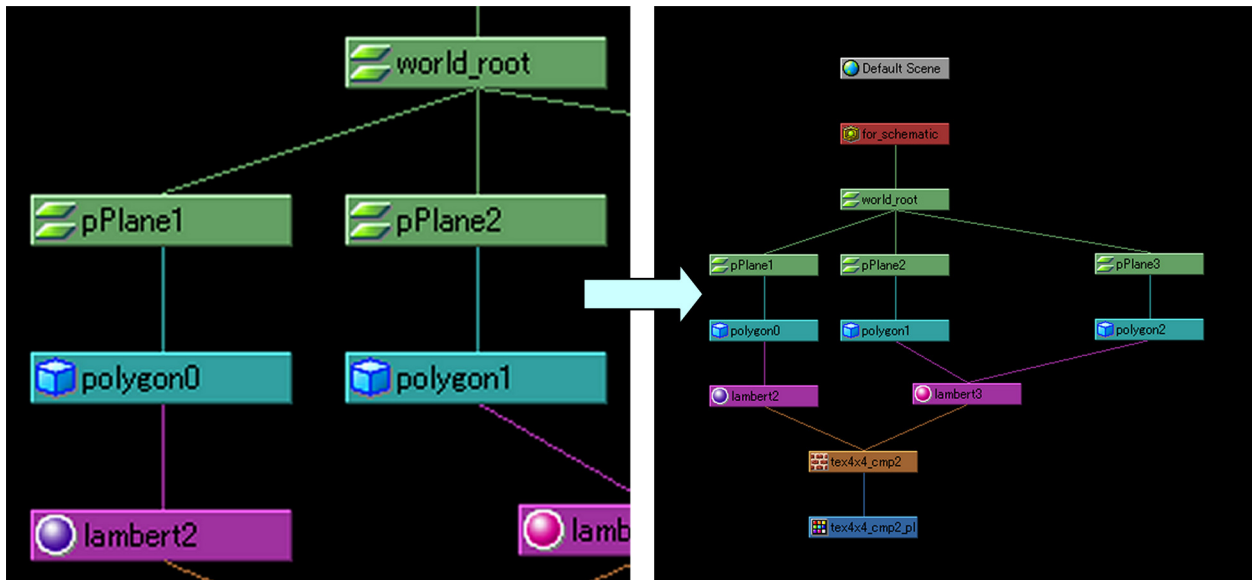 world_root
pPlane1
pPlane2
polygon0
polygon1
lambert2
lamb
Default Scene
for_schematic
world_root
pPlane1
pPlane2
pPlane3
polygon0
polygon1
polygon2
lambert2
lambert3
tex4x4_cmp2
tex4x4_cmp2_pl